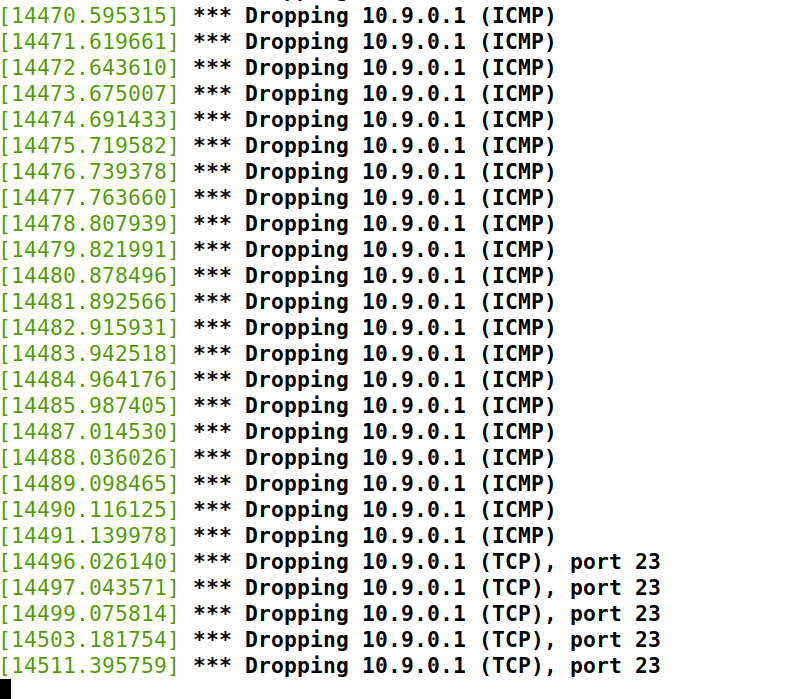 [14470.595315] *** Dropping 10.9.0.1 (ICMP)
[14471.619661] *** Dropping 10.9.0.1 (ICMP)
[14472.643610] *** Dropping 10.9.0.1 (ICMP)
[14473.675007] *** Dropping 10.9.0.1 (ICMP)
[14474.691433] *** Dropping 10.9.0.1 (ICMP)
[14475.719582] *** Dropping 10.9.0.1 (ICMP)
[14476.739378] *** Dropping 10.9.0.1 (ICMP)
[14477.763660] *** Dropping 10.9.0.1 (ICMP)
[14478.807939] *** Dropping 10.9.0.1 (ICMP)
[14479.821991] *** Dropping 10.9.0.1 (ICMP)
[14480.878496] *** Dropping 10.9.0.1 (ICMP)
[14481.892566] *** Dropping 10.9.0.1 (ICMP)
[14482.915931] *** Dropping 10.9.0.1 (ICMP)
[14483.942518] *** Dropping 10.9.0.1 (ICMP)
[14484.964176] *** Dropping 10.9.0.1 (ICMP)
[14485.987405] *** Dropping 10.9.0.1 (ICMP)
[14487.014530] *** Dropping 10.9.0.1 (ICMP)
[14488.036026] *** Dropping 10.9.0.1 (ICMP)
[14489.098465] *** Dropping 10.9.0.1 (ICMP)
[14490.116125] *** Dropping 10.9.0.1 (ICMP)
[14491.139978] *** Dropping 10.9.0.1 (ICMP)
[14496.026140] *** Dropping 10.9.0.1 (TCP), port 23
[14497.043571] *** Dropping 10.9.0.1 (TCP), port 23
[14499.075814] *** Dropping 10.9.0.1 (TCP), port 23
[14503.181754] *** Dropping 10.9.0.1 (TCP), port 23
[14511.395759] *** Dropping 10.9.0.1 (TCP), port 23